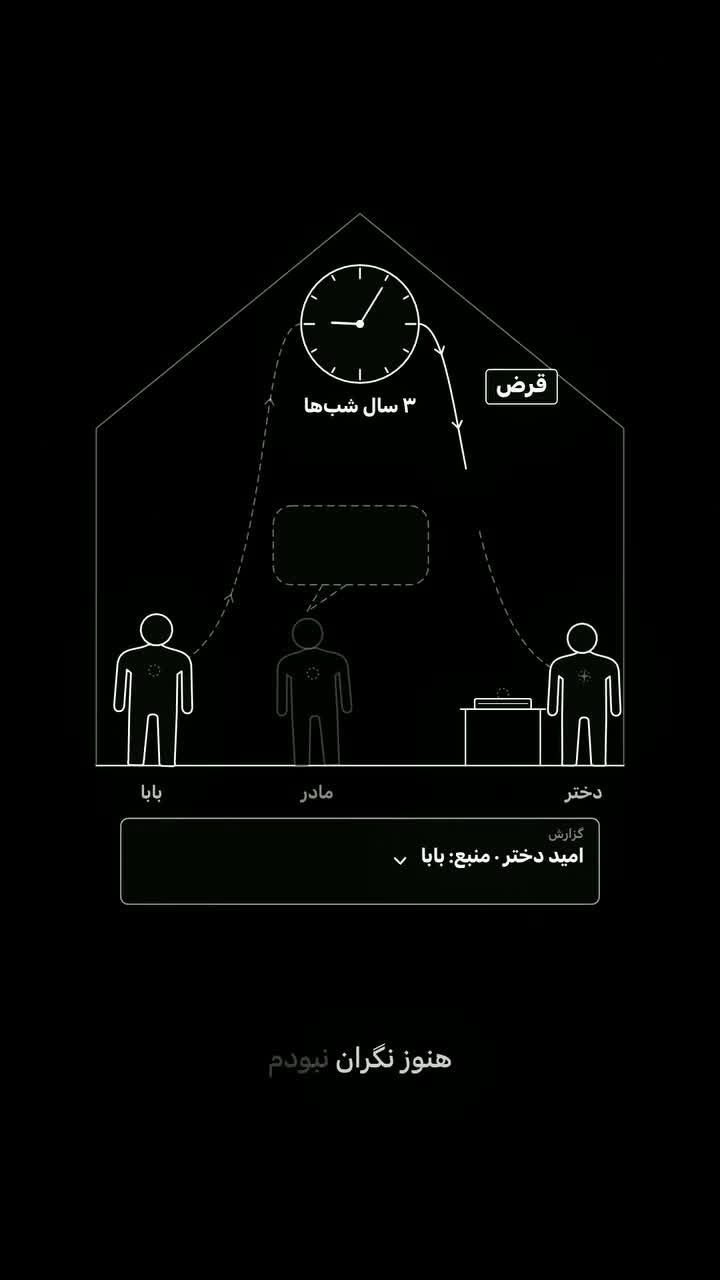 قرض
۳ سال شب‌ها
بابا
مادر
دختر
گزارش
امید دختر · منبع: بابا
هنوز نگران نبودم